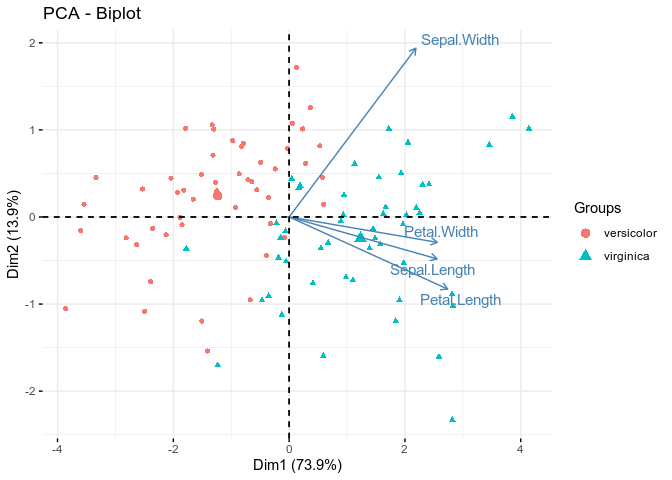 PCA - Biplot
Dim2 (13.9%)
2
1
0
-1
-2
Sepal.Width
Petal.Width
Sepal.Length
Petal.Length
-4
-2
0
2
4
Dim1 (73.9%)
Groups
versicolor
virginica